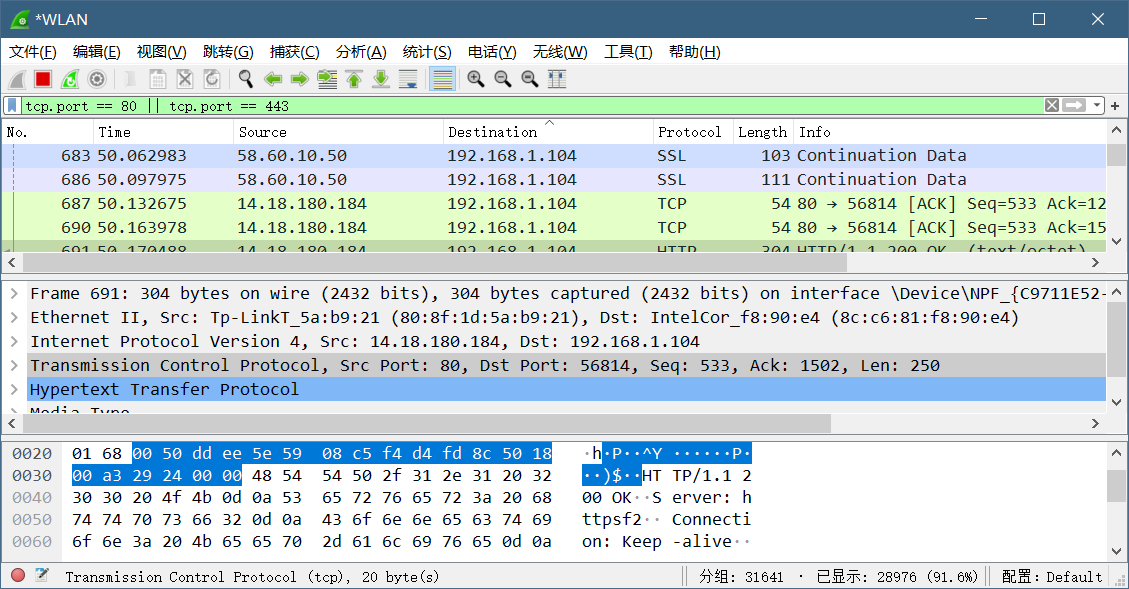 *WLAN
文件(F) 编辑(E) 视图(V) 跳转(G) 捕获(C) 分析(A) 统计(S) 电话(Y) 无线(W) 工具(T) 帮助(H)
tcp.port == 80 || tcp.port == 443
No. Time Source Destination Protocol Length Info
683 50.062983 58.60.10.50 192.168.1.104 SSL 103 Continuation Data
686 50.097975 58.60.10.50 192.168.1.104 SSL 111 Continuation Data
687 50.132675 14.18.180.184 192.168.1.104 TCP 54 80 → 56814 [ACK] Seq=533 Ack=12
690 50.163978 14.18.180.184 192.168.1.104 TCP 54 80 → 56814 [ACK] Seq=533 Ack=15
691 50.170488 14.18.180.184 192.168.1.104 HTTP 304 HTTP/1.1 200 OK (text/octet)
Frame 691: 304 bytes on wire (2432 bits), 304 bytes captured (2432 bits) on interface \Device\NPF_{C9711E52-
Ethernet II, Src: Tp-LinkT_5a:b9:21 (80:8f:1d:5a:b9:21), Dst: IntelCor_f8:90:e4 (8c:c6:81:f8:90:e4)
Internet Protocol Version 4, Src: 14.18.180.184, Dst: 192.168.1.104
Transmission Control Protocol, Src Port: 80, Dst Port: 56814, Seq: 533, Ack: 1502, Len: 250
Hypertext Transfer Protocol
Media Type
0020 01 68 00 50 dd ee 5e 59 08 c5 f4 d4 fd 8c 50 18 ·h·P··^Y ······P·
0030 00 a3 29 24 00 00 48 54 54 50 2f 31 2e 31 20 32 ··)$··HT TP/1.1 2
0040 30 30 20 4f 4b 0d 0a 53 65 72 76 65 72 3a 20 68 00 OK··S erver: h
0050 74 74 70 73 66 32 0d 0a 43 6f 6e 6e 65 63 74 69 ttpsf2·· Connecti
0060 6f 6e 3a 20 4b 65 65 70 2d 61 6c 69 76 65 0d 0a on: Keep -alive··
Transmission Control Protocol (tcp), 20 byte(s) 分组: 31641 · 已显示: 28976 (91.6%) 配置: Default